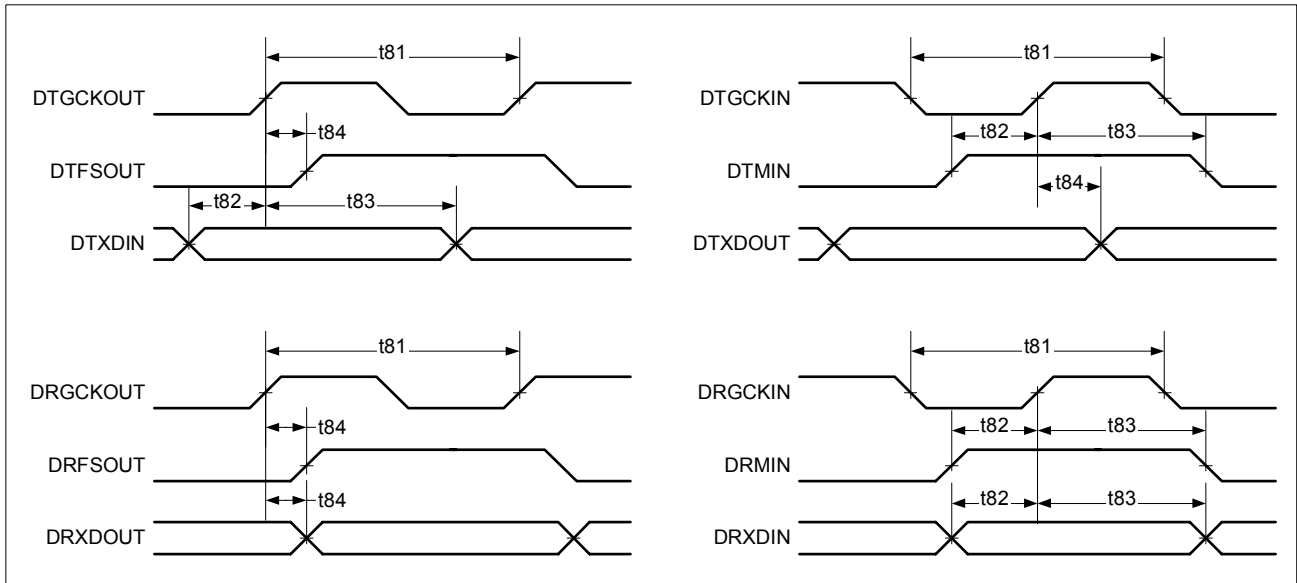 t81
DTGCKOUT
t84
DTFSOUT
t82
t83
DTXDIN
t81
DTGCKIN
t82
t83
DTMIN
t84
DTXDOUT
t81
DRGCKOUT
t84
DRFSOUT
t84
DRXDOUT
t81
DRGCKIN
t82
t83
DRMIN
t82
t83
DRXDIN